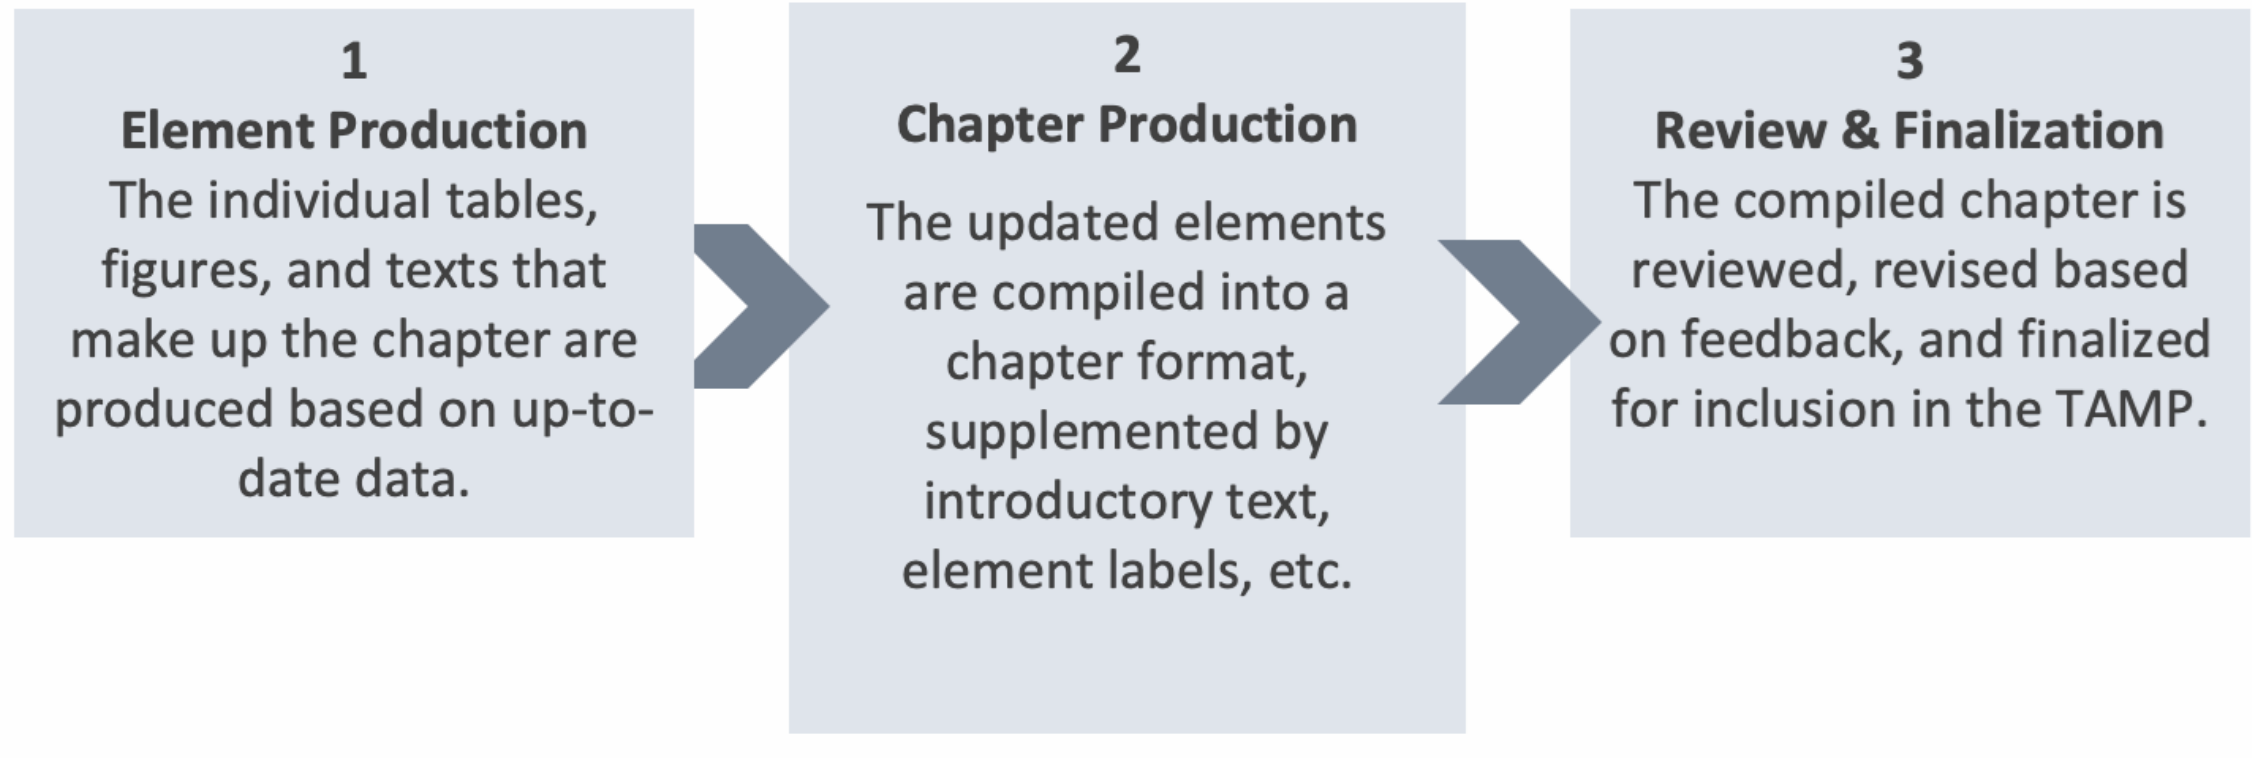 1
Element Production
The individual tables,
figures, and texts that
make up the chapter are
produced based on up-to-
date data.
2
Chapter Production
The updated elements
are compiled into a
chapter format,
supplemented by
introductory text,
element labels, etc.
3
Review & Finalization
The compiled chapter is
reviewed, revised based
on feedback, and finalized
for inclusion in the TAMP.